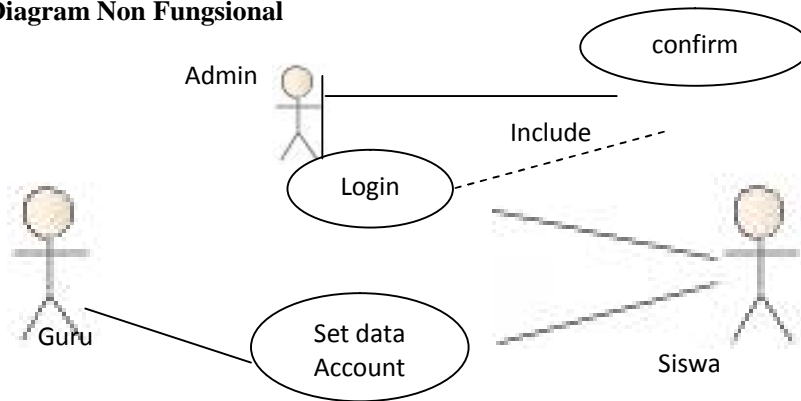 Diagram Non Fungsional
confirm
Admin
Include
Login
Guru
Set data
Account
Siswa